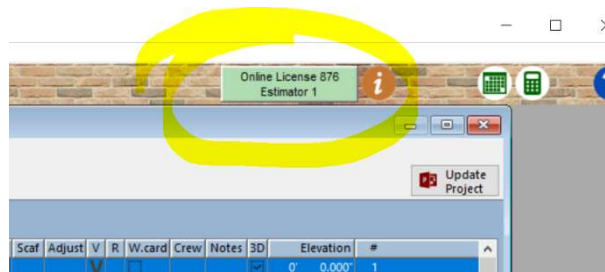 Online License 876
Estimator 1
i
Update
Project
Scaf Adjust V R W.card Crew Notes 3D Elevation #
V 0' 0.000" 1